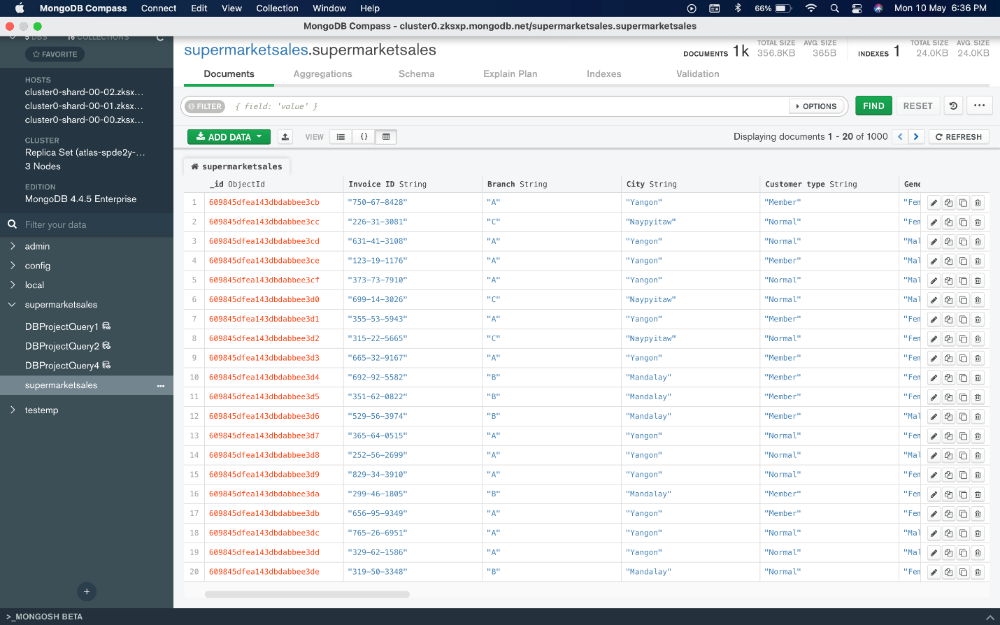 MongoDB Compass Connect Edit View Collection Window Help 66% Mon 10 May 6:36 PM
MongoDB Compass - cluster0.zksxp.mongodb.net/supermarketsales.supermarketsales
5 DBS 16 COLLECTIONS
FAVORITE
HOSTS
cluster0-shard-00-02.zksx...
cluster0-shard-00-01.zksx...
cluster0-shard-00-00.zksx...
CLUSTER
Replica Set (atlas-spde2y-...
3 Nodes
EDITION
MongoDB 4.4.5 Enterprise
Filter your data
admin
config
local
supermarketsales
DBProjectQuery1
DBProjectQuery2
DBProjectQuery4
supermarketsales ...
testemp
+
supermarketsales.supermarketsales
DOCUMENTS 1k TOTAL SIZE 356.8KB AVG. SIZE 365B INDEXES 1 TOTAL SIZE 24.0KB AVG. SIZE 24.0KB
Documents Aggregations Schema Explain Plan Indexes Validation
FILTER { field: 'value' } OPTIONS FIND RESET ...
ADD DATA VIEW {} Displaying documents 1 - 20 of 1000 < > REFRESH
supermarketsales
_id ObjectId Invoice ID String Branch String City String Customer type String Genc
1 609845dfea143dbdabbee3cb "750-67-8428" "A" "Yangon" "Member" "Fem
2 609845dfea143dbdabbee3cc "226-31-3081" "C" "Naypyitaw" "Normal" "Fem
3 609845dfea143dbdabbee3cd "631-41-3108" "A" "Yangon" "Normal" "Mal
4 609845dfea143dbdabbee3ce "123-19-1176" "A" "Yangon" "Member" "Mal
5 609845dfea143dbdabbee3cf "373-73-7910" "A" "Yangon" "Normal" "Mal
6 609845dfea143dbdabbee3d0 "699-14-3026" "C" "Naypyitaw" "Normal" "Mal
7 609845dfea143dbdabbee3d1 "355-53-5943" "A" "Yangon" "Member" "Fem
8 609845dfea143dbdabbee3d2 "315-22-5665" "C" "Naypyitaw" "Normal" "Fem
9 609845dfea143dbdabbee3d3 "665-32-9167" "A" "Yangon" "Member" "Fem
10 609845dfea143dbdabbee3d4 "692-92-5582" "B" "Mandalay" "Member" "Fem
11 609845dfea143dbdabbee3d5 "351-62-0822" "B" "Mandalay" "Member" "Fem
12 609845dfea143dbdabbee3d6 "529-56-3974" "B" "Mandalay" "Member" "Mal
13 609845dfea143dbdabbee3d7 "365-64-0515" "A" "Yangon" "Normal" "Fem
14 609845dfea143dbdabbee3d8 "252-56-2699" "A" "Yangon" "Normal" "Mal
15 609845dfea143dbdabbee3d9 "829-34-3910" "A" "Yangon" "Normal" "Fem
16 609845dfea143dbdabbee3da "299-46-1805" "B" "Mandalay" "Member" "Fem
17 609845dfea143dbdabbee3db "656-95-9349" "A" "Yangon" "Member" "Fem
18 609845dfea143dbdabbee3dc "765-26-6951" "A" "Yangon" "Normal" "Mal
19 609845dfea143dbdabbee3dd "329-62-1586" "A" "Yangon" "Normal" "Mal
20 609845dfea143dbdabbee3de "319-50-3348" "B" "Mandalay" "Normal" "Fem
>_MONGOSH BETA